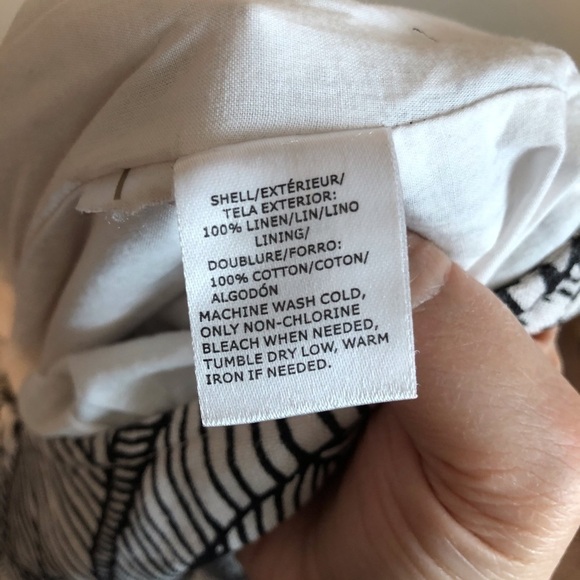 SHELL/EXTÉRIEUR/
TELA EXTERIOR:
100% LINEN/LIN/LINO
LINING/
DOUBLURE/FORRO:
100% COTTON/COTON/
ALGODÓN
MACHINE WASH COLD,
ONLY NON-CHLORINE
BLEACH WHEN NEEDED,
TUMBLE DRY LOW, WARM
IRON IF NEEDED.